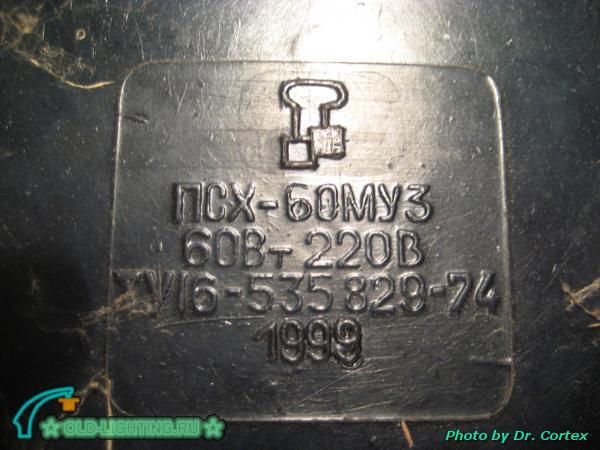 ПСХ-60МУ3
60Вт 220В
ТУ16-535 829-74
1999
OLD-LIGHTING.RU
Photo by Dr. Cortex